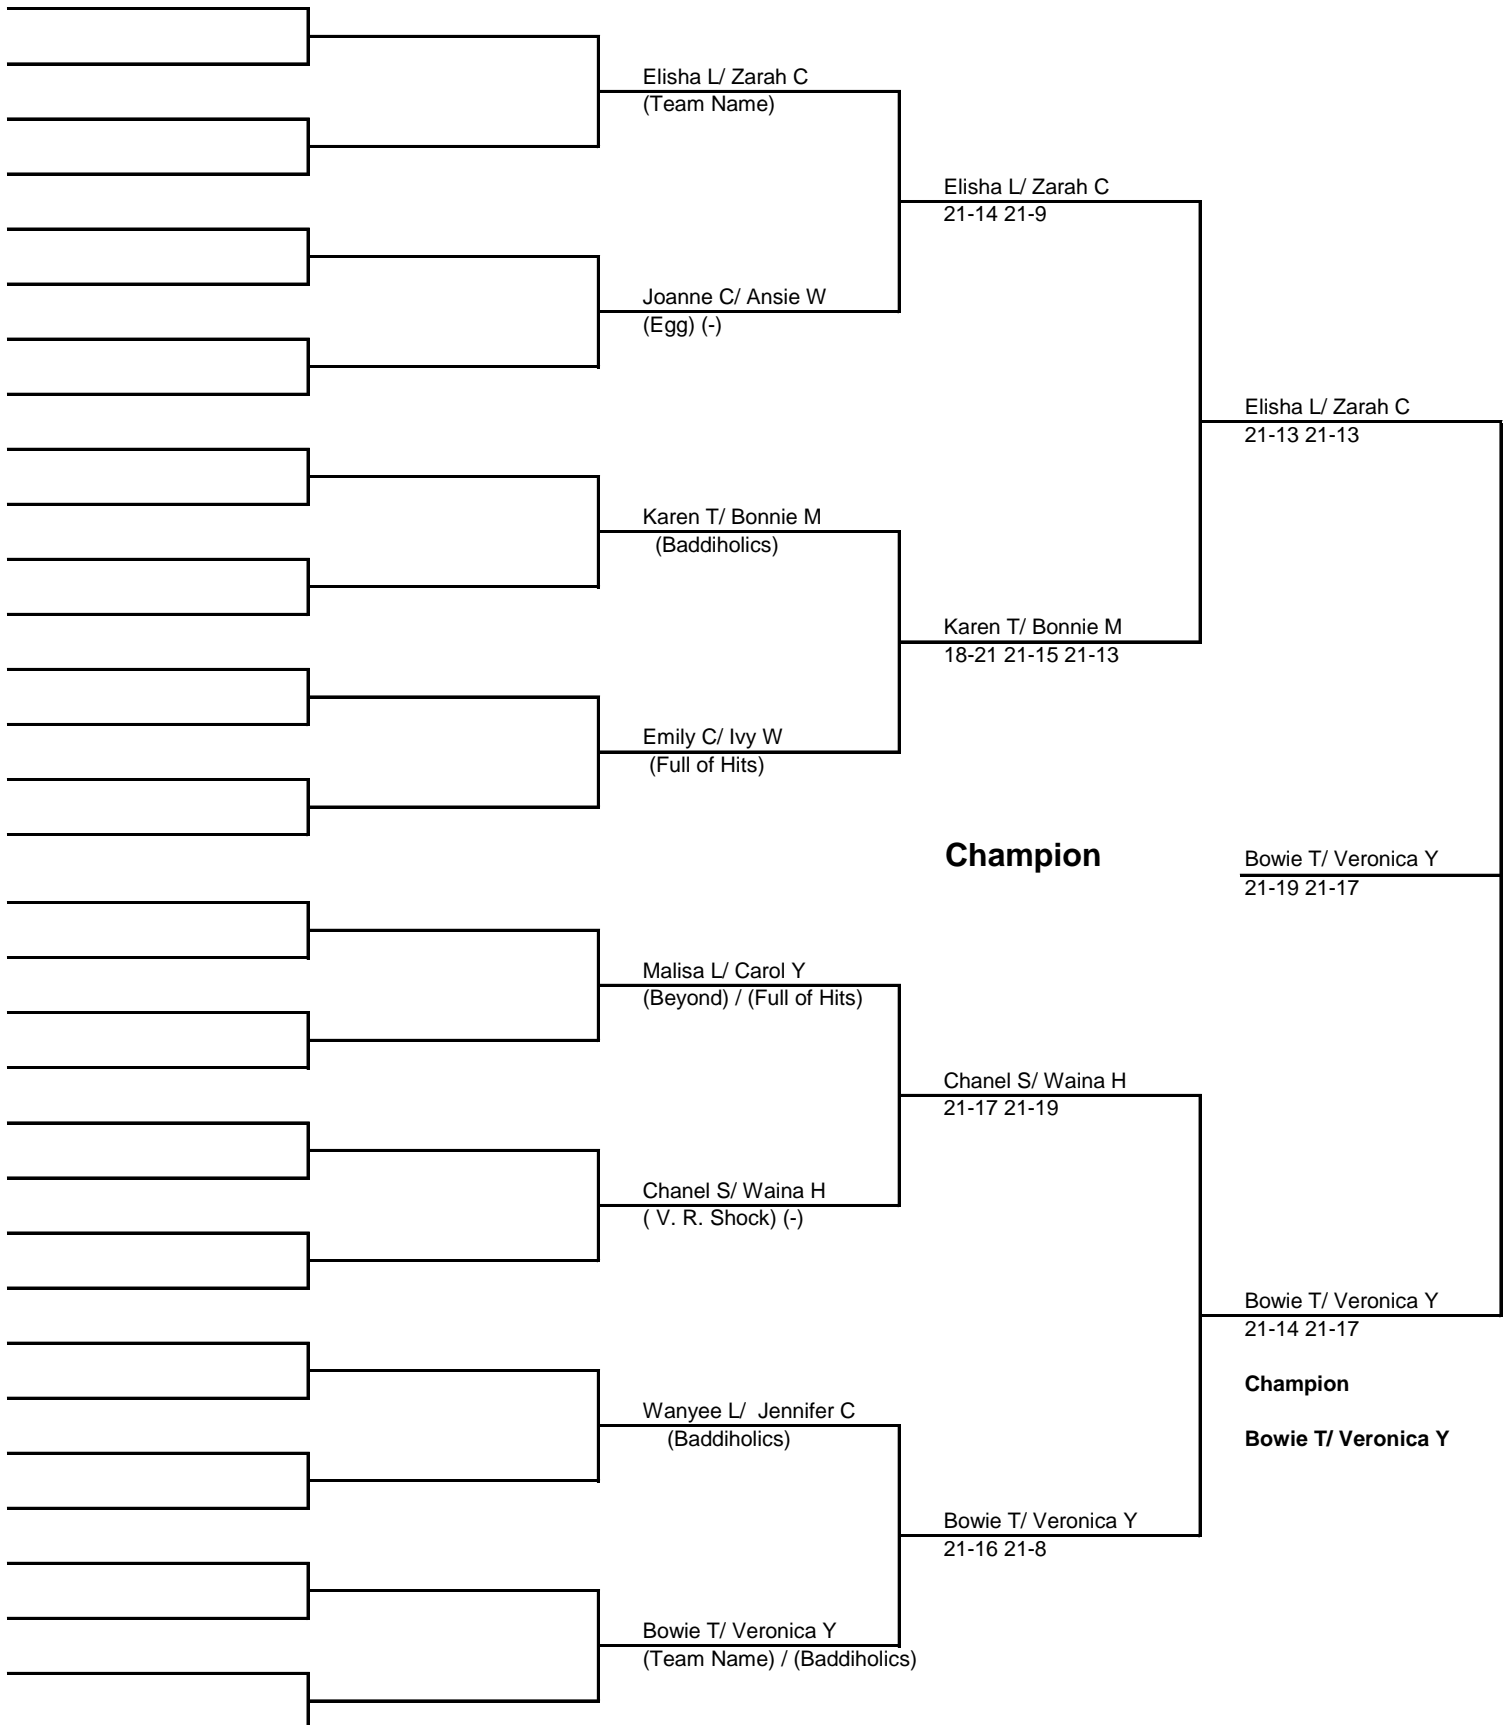 Elisha L/ Zarah C
(Team Name)
Elisha L/ Zarah C
21-14 21-9
Joanne C/ Ansie W
(Egg) (-)
Elisha L/ Zarah C
21-13 21-13
Karen T/ Bonnie M
(Baddiholics)
Karen T/ Bonnie M
18-21 21-15 21-13
Emily C/ Ivy W
(Full of Hits)
Champion
Bowie T/ Veronica Y
21-19 21-17
Malisa L/ Carol Y
(Beyond) / (Full of Hits)
Chanel S/ Waina H
21-17 21-19
Chanel S/ Waina H
( V. R. Shock) (-)
Bowie T/ Veronica Y
21-14 21-17
Champion
Wanyee L/  Jennifer C
(Baddiholics)
Bowie T/ Veronica Y
Bowie T/ Veronica Y
21-16 21-8
Bowie T/ Veronica Y
(Team Name) / (Baddiholics)